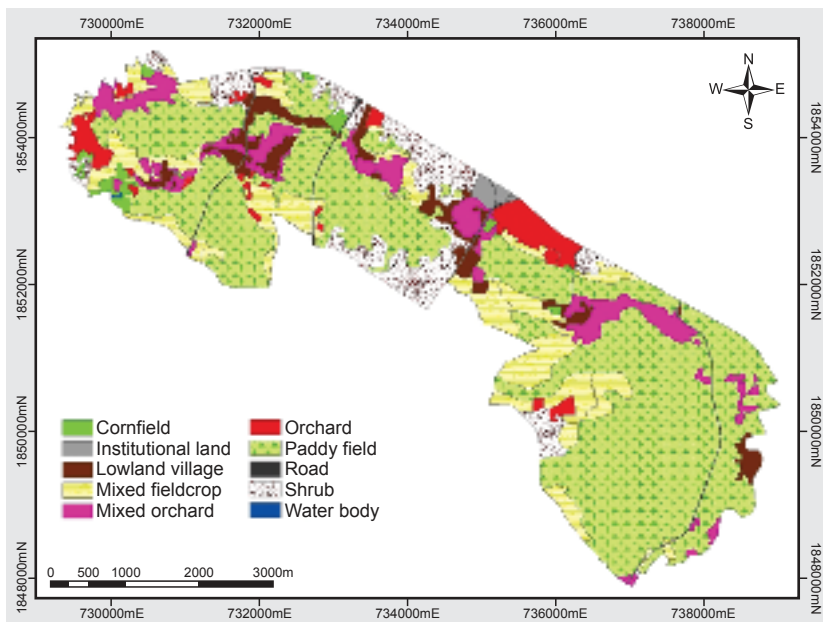 730000mE 732000mE 734000mE 736000mE 738000mE
N
W E
S
1854000mN 1854000mN
1852000mN 1852000mN
1850000mN 1850000mN
1848000mN 1848000mN
Cornfield Orchard
Institutional land Paddy field
Lowland village Road
Mixed fieldcrop Shrub
Mixed orchard Water body
0 500 1000 2000 3000m
730000mE 732000mE 734000mE 736000mE 738000mE